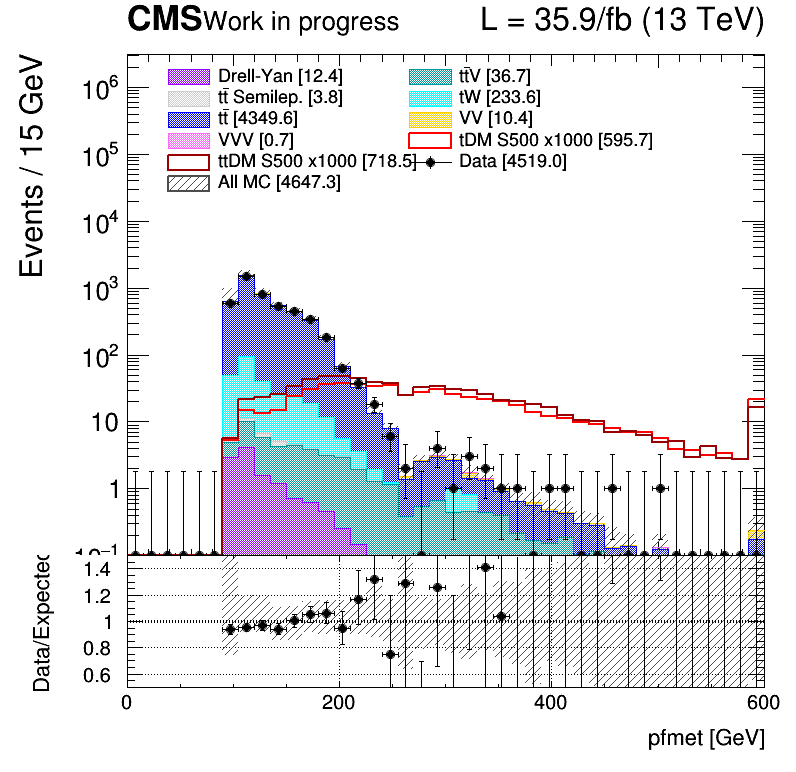 CMS Work in progress L = 35.9/fb (13 TeV)
Events / 15 GeV
10⁶
10⁵
10⁴
10³
10²
10
1
10⁻¹
Drell-Yan [12.4] tt̄V [36.7]
tt̄ Semilep. [3.8] tW [233.6]
tt̄ [4349.6] VV [10.4]
VVV [0.7] tDM S500 x1000 [595.7]
ttDM S500 x1000 [718.5] Data [4519.0]
All MC [4647.3]
Data/Expected
1.4
1.2
1
0.8
0.6
0 200 400 600
pfmet [GeV]